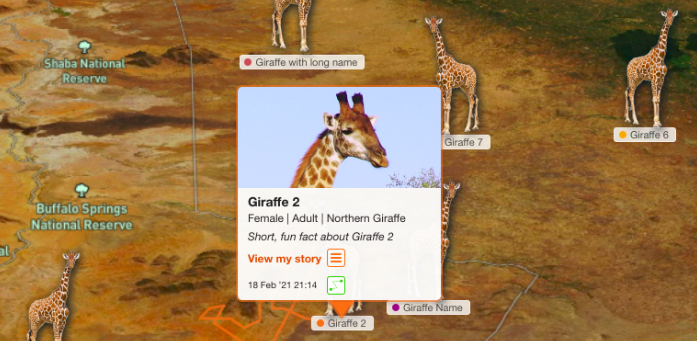 Giraffe with long name
Shaba National
Reserve
Giraffe 7
Giraffe 6
Giraffe 2
Female | Adult | Northern Giraffe
Buffalo Springs
National Reserve
Short, fun fact about Giraffe 2
al
View my story
18 Feb '21 21:14
Giraffe Name
Giraffe 2